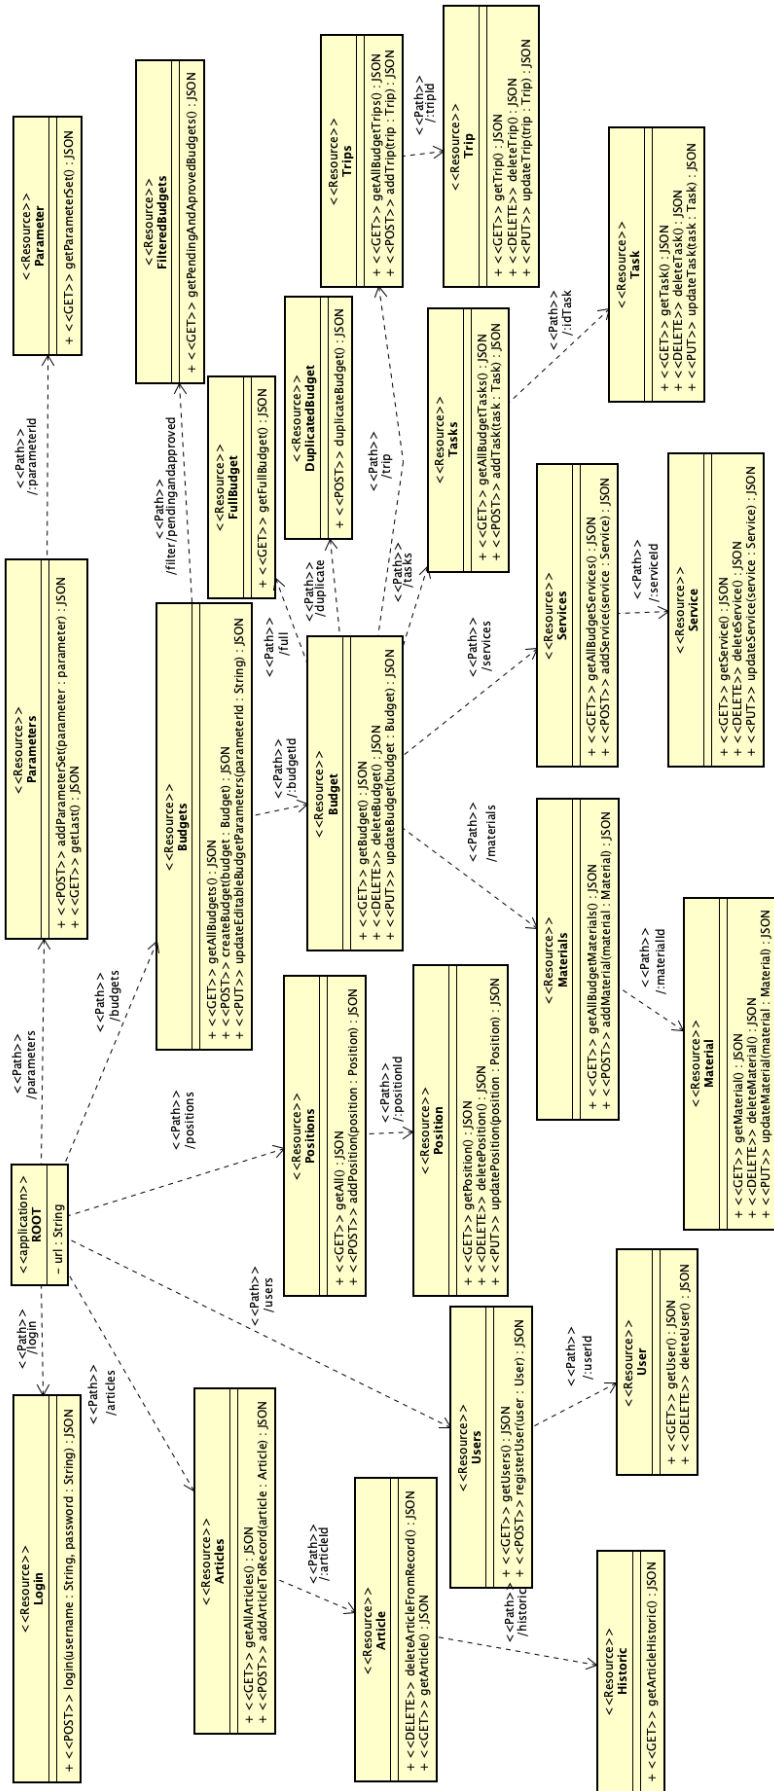 <<Resource>>
Login
+ <<POST>> login(username : String, password : String) : JSON
<<Path>>
/login
<<application>>
ROOT
- url : String
<<Path>>
/parameters
<<Resource>>
Parameters
+ <<POST>> addParameterSet(parameter : parameter) : JSON
+ <<GET>> getLast() : JSON
<<Path>>
/:parameterId
<<Resource>>
Parameter
+ <<GET>> getParameterSet() : JSON
<<Path>>
/articles
<<Path>>
/budgets
<<Resource>>
Budgets
+ <<GET>> getAllBudgets() : JSON
+ <<POST>> createBudget(budget : Budget) : JSON
+ <<PUT>> updateEditableBudgetParameters(parameterId : String) : JSON
<<Path>>
/filter/pendingandapproved
<<Resource>>
FilteredBudgets
+ <<GET>> getPendingAndAprovedBudgets() : JSON
<<Resource>>
Articles
+ <<GET>> getAllArticles() : JSON
+ <<POST>> addArticleToRecord(article : Article) : JSON
<<Path>>
/positions
<<Path>>
/users
<<Path>>
/:budgetId
<<Path>>
/full
<<Resource>>
FullBudget
+ <<GET>> getFullBudget() : JSON
<<Path>>
/:articleId
<<Resource>>
Positions
+ <<GET>> getAll() : JSON
+ <<POST>> addPosition(position : Position) : JSON
<<Resource>>
Budget
+ <<GET>> getBudget() : JSON
+ <<DELETE>> deleteBudget() : JSON
+ <<PUT>> updateBudget(budget : Budget) : JSON
<<Path>>
/duplicate
<<Resource>>
DuplicatedBudget
+ <<POST>> duplicateBudget() : JSON
<<Path>>
/trip
<<Resource>>
Trips
+ <<GET>> getAllBudgetTrips() : JSON
+ <<POST>> addTrip(trip : Trip) : JSON
<<Resource>>
Article
+ <<DELETE>> deleteArticleFromRecord() : JSON
+ <<GET>> getArticle() : JSON
<<Path>>
/:positionId
<<Path>>
/tasks
<<Path>>
/:tripId
<<Resource>>
Position
+ <<GET>> getPosition() : JSON
+ <<DELETE>> deletePosition() : JSON
+ <<PUT>> updatePosition(position : Position) : JSON
<<Resource>>
Tasks
+ <<GET>> getAllBudgetTasks() : JSON
+ <<POST>> addTask(task : Task) : JSON
<<Resource>>
Trip
+ <<GET>> getTrip() : JSON
+ <<DELETE>> deleteTrip() : JSON
+ <<PUT>> updateTrip(trip : Trip) : JSON
<<Resource>>
Users
+ <<GET>> getUsers() : JSON
+ <<POST>> registerUser(user : User) : JSON
<<Path>>
/historic
<<Path>>
/materials
<<Path>>
/services
<<Path>>
/:idTask
<<Path>>
/:userId
<<Resource>>
Materials
+ <<GET>> getAllBudgetMaterials() : JSON
+ <<POST>> addMaterial(material : Material) : JSON
<<Resource>>
Services
+ <<GET>> getAllBudgetServices() : JSON
+ <<POST>> addService(service : Service) : JSON
<<Resource>>
Task
+ <<GET>> getTask() : JSON
+ <<DELETE>> deleteTask() : JSON
+ <<PUT>> updateTask(task : Task) : JSON
<<Resource>>
Historic
+ <<GET>> getArticleHistoric() : JSON
<<Resource>>
User
+ <<GET>> getUser() : JSON
+ <<DELETE>> deleteUser() : JSON
<<Path>>
/:materialId
<<Path>>
/:serviceId
<<Resource>>
Material
+ <<GET>> getMaterial() : JSON
+ <<DELETE>> deleteMaterial() : JSON
+ <<PUT>> updateMaterial(material : Material) : JSON
<<Resource>>
Service
+ <<GET>> getService() : JSON
+ <<DELETE>> deleteService() : JSON
+ <<PUT>> updateService(service : Service) : JSON